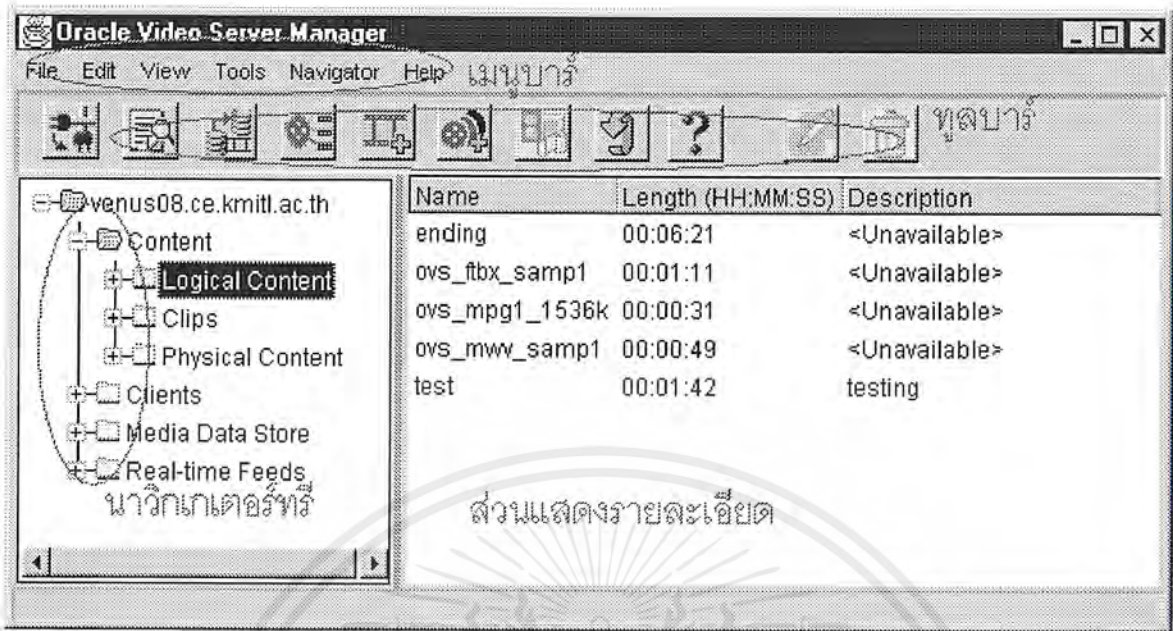 Oracle Video Server Manager
File Edit View Tools Navigator Help เมนูบาร์
ทูลบาร์
venus08.ce.kmitl.ac.th
Content
Logical Content
Clips
Physical Content
Clients
Media Data Store
Real-time Feeds
นาวิกเกเตอร์ทรี
Name Length (HH:MM:SS) Description
ending 00:06:21 <Unavailable>
ovs_ftbx_samp1 00:01:11 <Unavailable>
ovs_mpg1_1536k 00:00:31 <Unavailable>
ovs_mwv_samp1 00:00:49 <Unavailable>
test 00:01:42 testing
ส่วนแสดงรายละเอียด